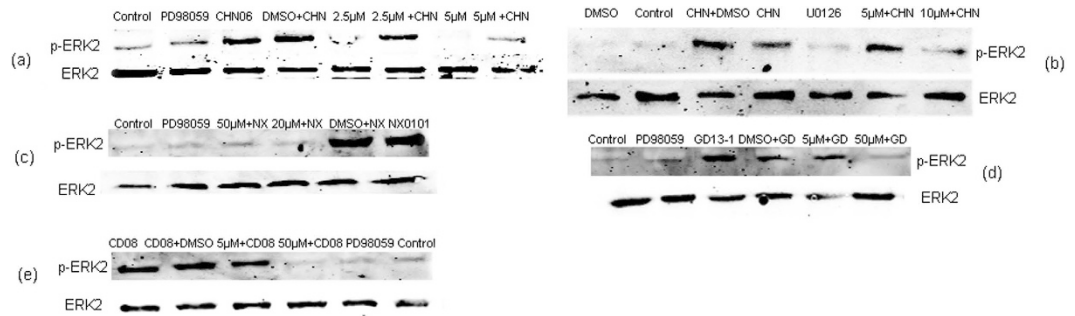 Control PD98059 CHN06 DMSO+CHN 2.5µM 2.5µM +CHN 5µM 5µM +CHN
p-ERK2
(a)
ERK2
DMSO Control CHN+DMSO CHN U0126 5µM+CHN 10µM+CHN
p-ERK2
(b)
ERK2
Control PD98059 50µM+NX 20µM+NX DMSO+NX NX0101
p-ERK2
(c)
ERK2
Control PD98059 GD13-1 DMSO+GD 5µM+GD 50µM+GD
p-ERK2
(d)
ERK2
CD08 CD08+DMSO 5µM+CD08 50µM+CD08 PD98059 Control
p-ERK2
(e)
ERK2